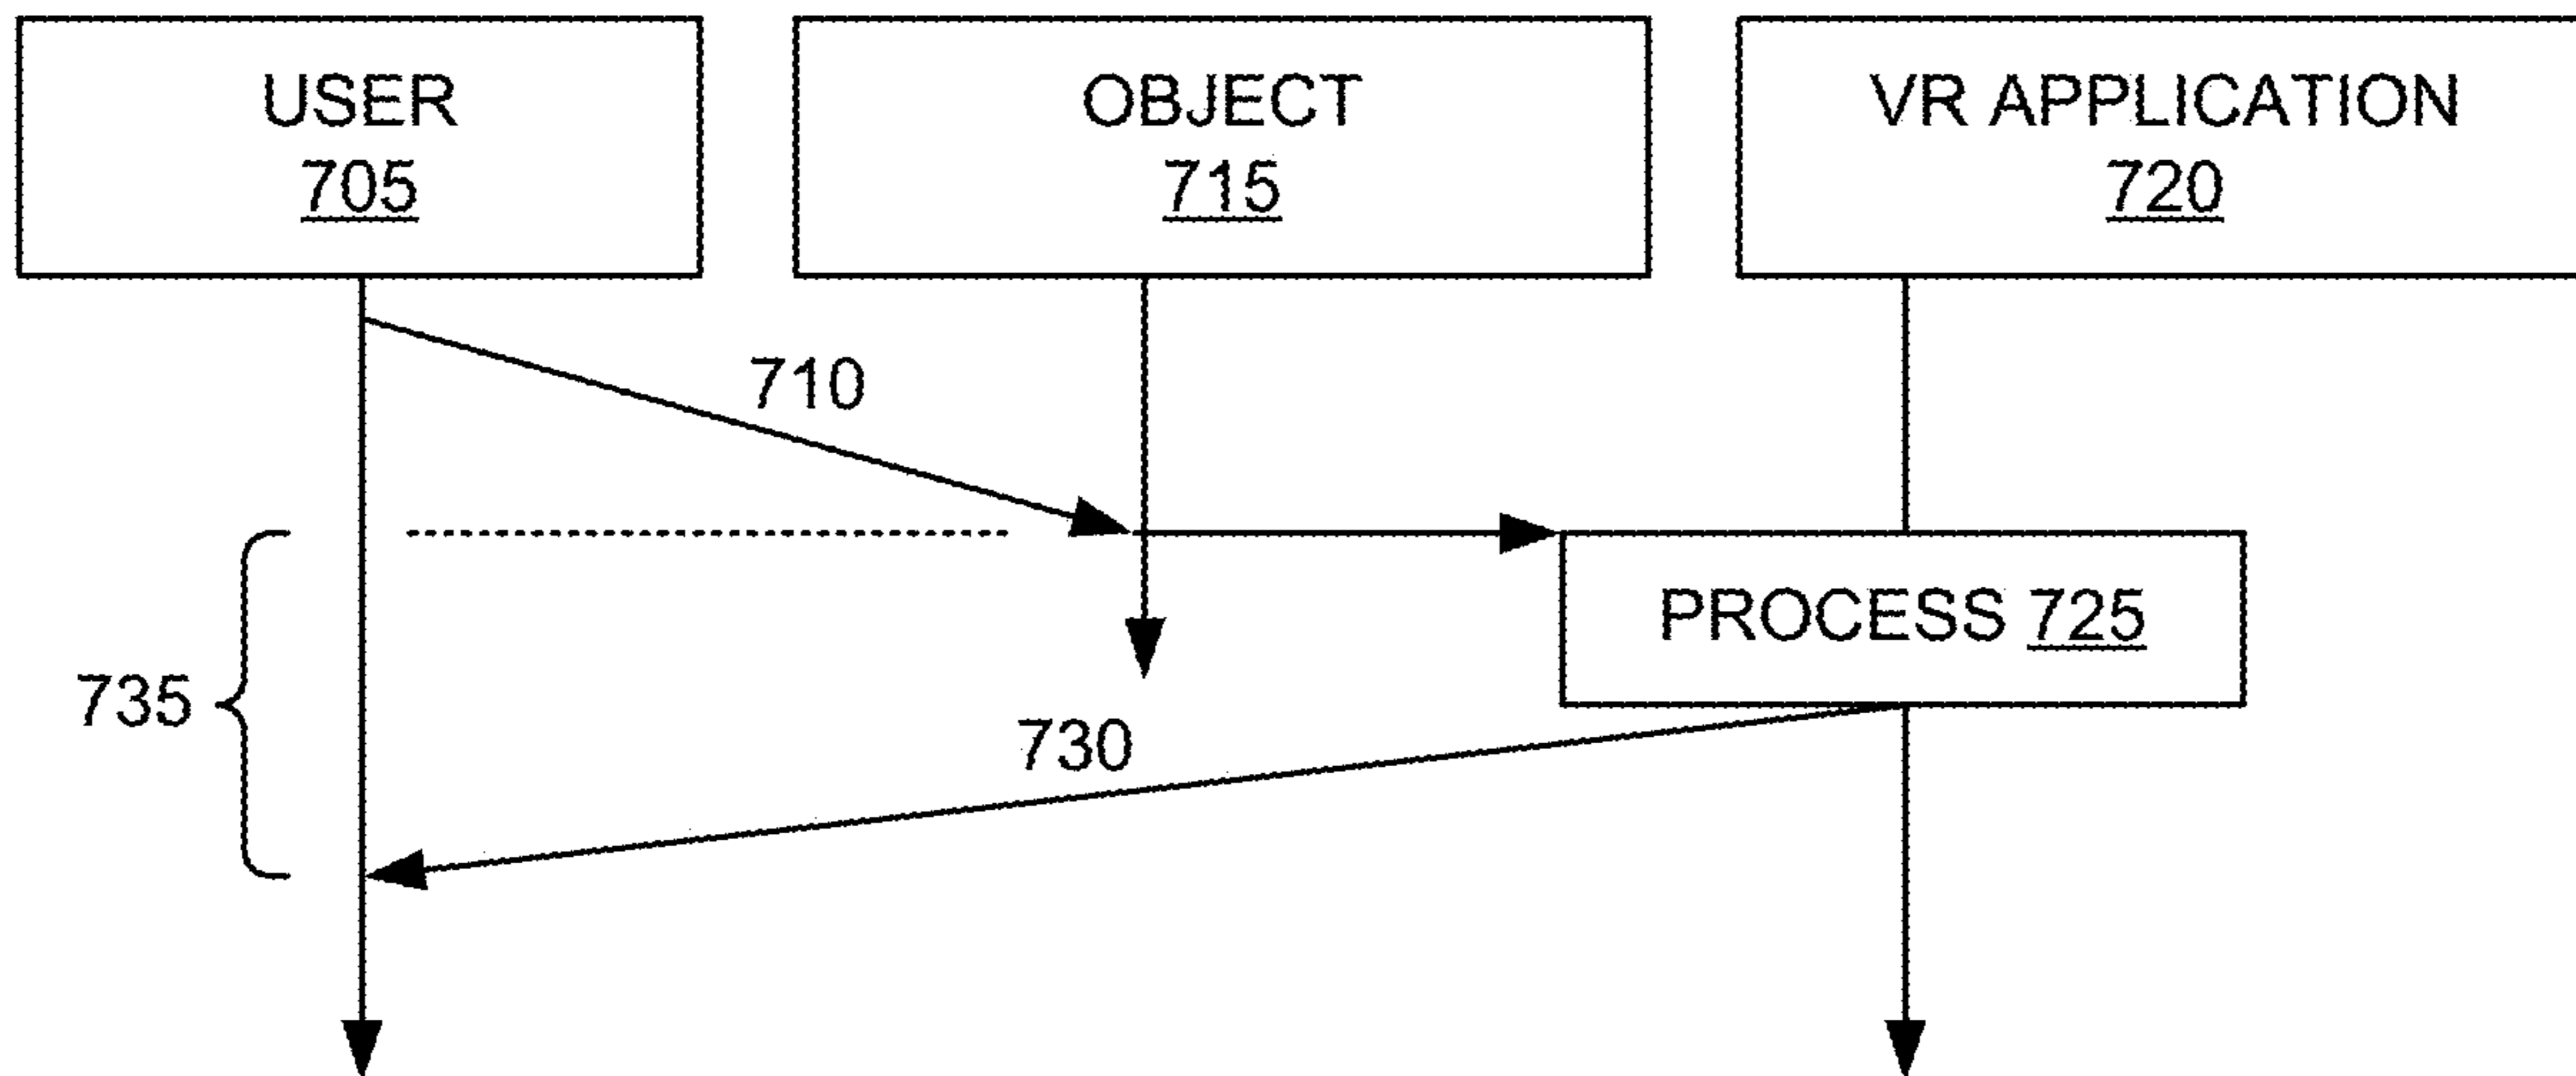 USER
705
OBJECT
715
VR APPLICATION
720
710
PROCESS 725
735
730